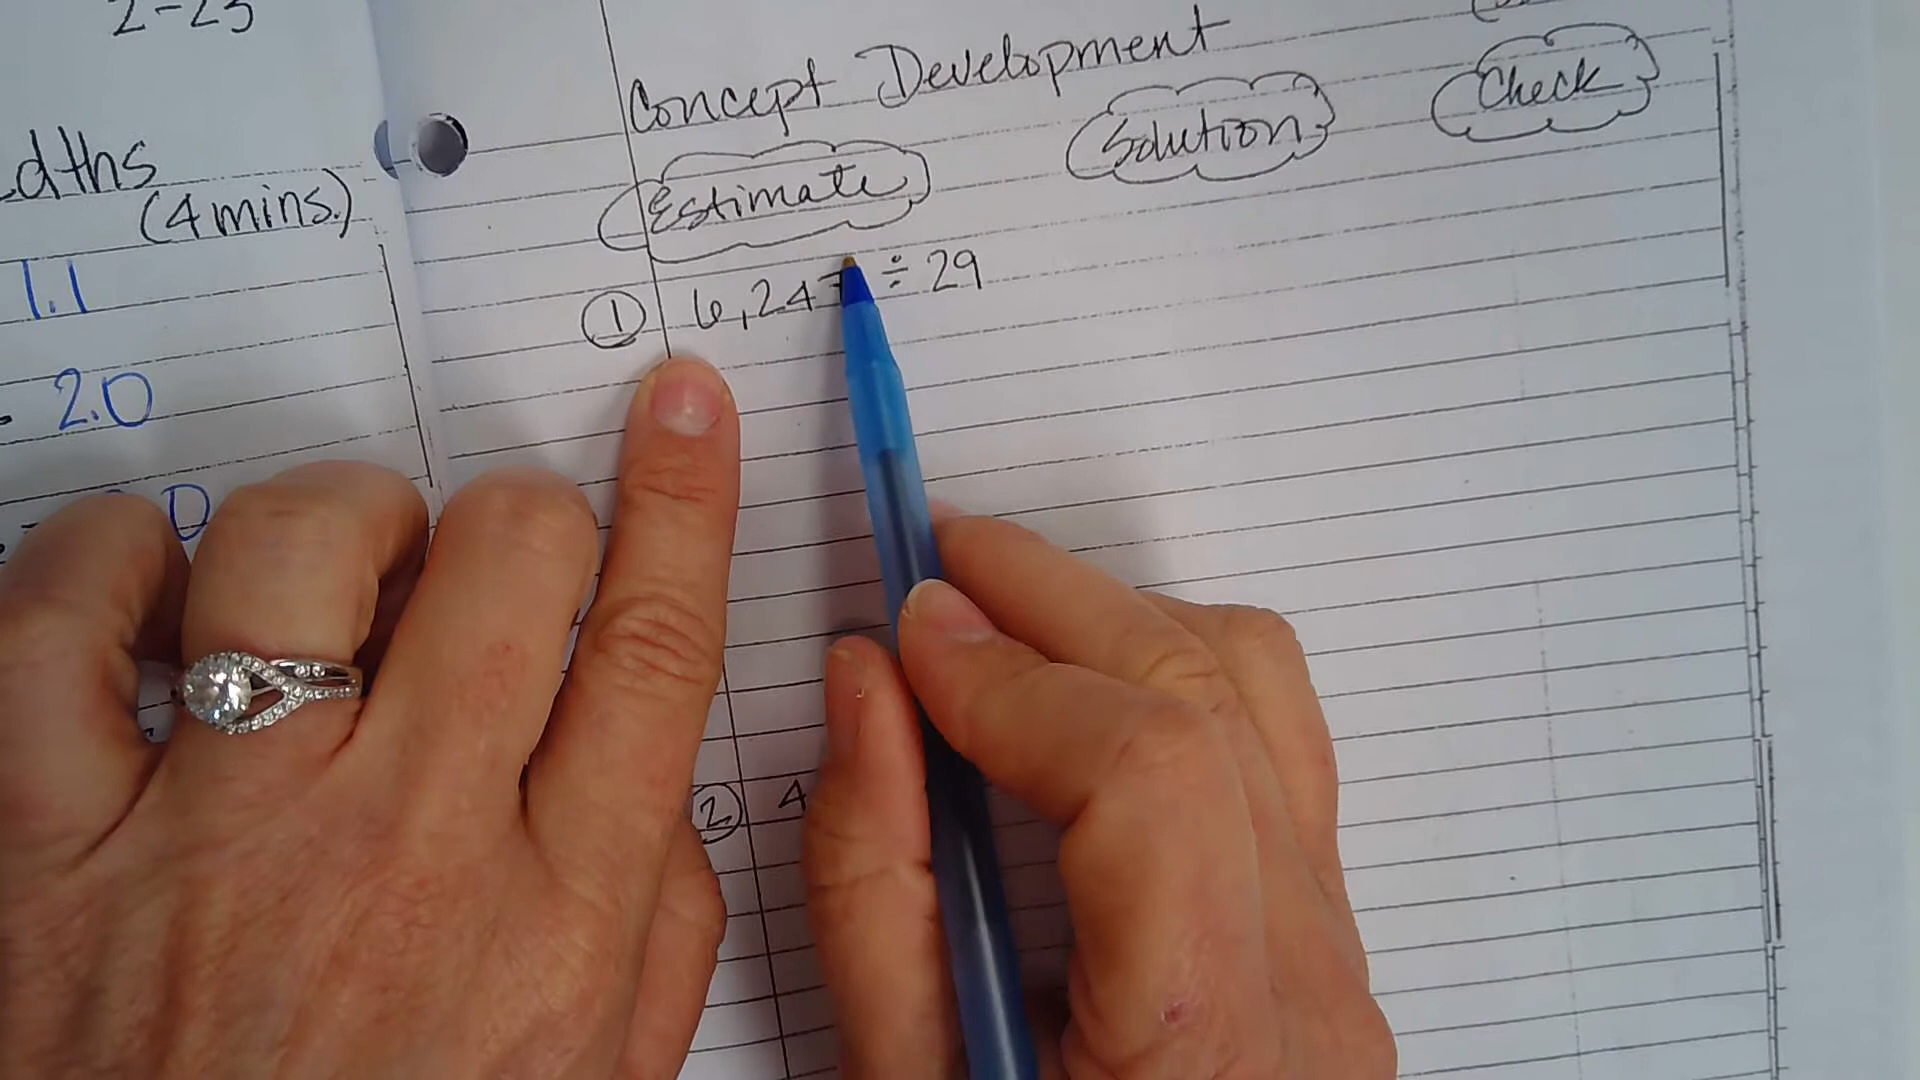 2-23
Concept Development
Estimate Solution Check
(4 mins.)
1.1
① 6,247 ÷ 29
2.0
② 4